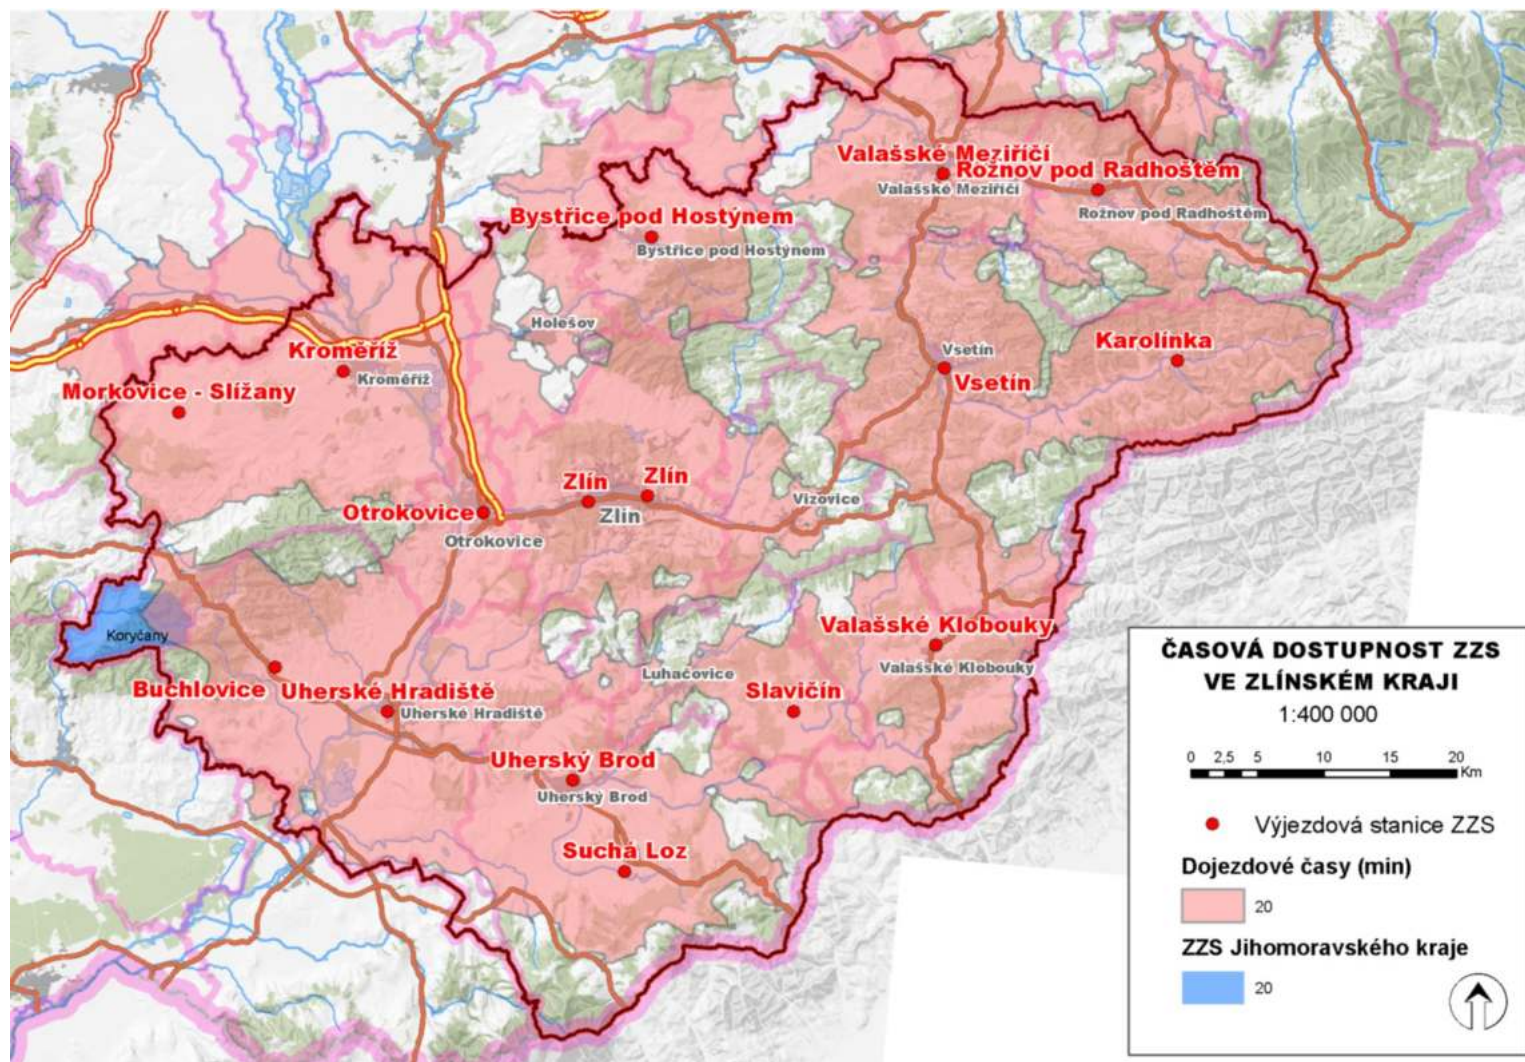 Valašské Meziříčí
Rožnov pod Radhoštěm
Valašské Meziříčí
Rožnov pod Radhoštěm
Bystřice pod Hostýnem
Bystřice pod Hostýnem
Holešov
Kroměříž
Kroměříž
Vsetín
Vsetín
Karolínka
Morkovice - Slížany
Zlín
Zlín
Zlín
Vizovice
Otrokovice
Otrokovice
Koryčany
Valašské Klobouky
Valašské Klobouky
Luhačovice
Slavičín
Buchlovice
Uherské Hradiště
Uherské Hradiště
Uherský Brod
Uherský Brod
Suchá Loz
ČASOVÁ DOSTUPNOST ZZS
VE ZLÍNSKÉM KRAJI
1:400 000
0 2,5 5 10 15 20
Km
Výjezdová stanice ZZS
Dojezdové časy (min)
20
ZZS Jihomoravského kraje
20